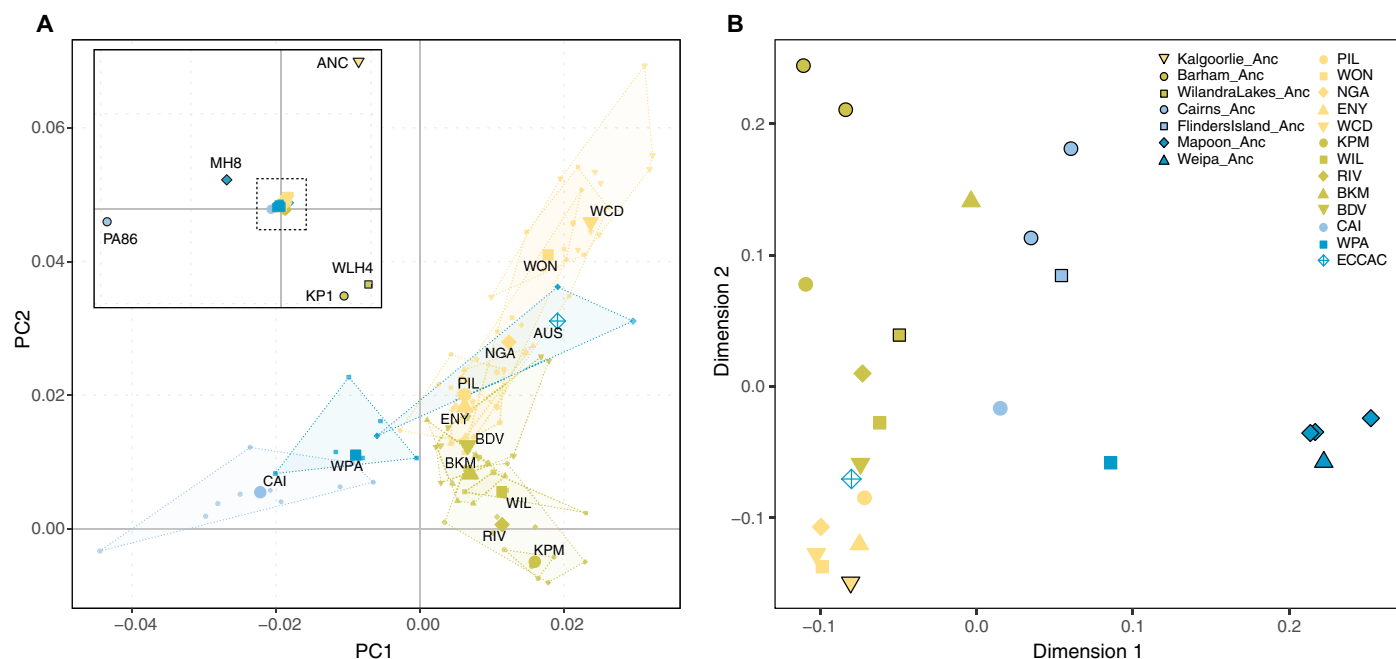 A
B
ANC
MH8
PA86
WLH4
KP1
WCD
WON
AUS
NGA
PIL
ENY
BDV
BKM
WPA
CAI
WIL
RIV
KPM
0.06
0.04
0.02
0.00
PC2
−0.04
−0.02
0.00
0.02
PC1
Kalgoorlie_Anc
Barham_Anc
WilandraLakes_Anc
Cairns_Anc
FlindersIsland_Anc
Mapoon_Anc
Weipa_Anc
PIL
WON
NGA
ENY
WCD
KPM
WIL
RIV
BKM
BDV
CAI
WPA
ECCAC
0.2
0.1
0.0
−0.1
Dimension 2
−0.1
0.0
0.1
0.2
Dimension 1